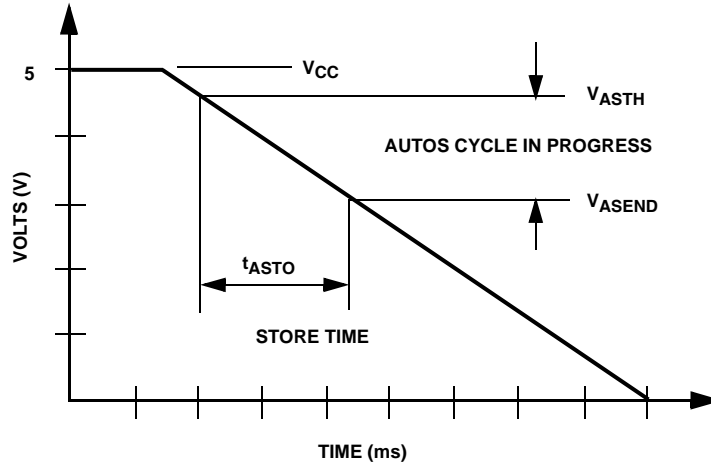 5
VCC
VASTH
AUTOS CYCLE IN PROGRESS
VASEND
VOLTS (V)
tASTO
STORE TIME
TIME (ms)